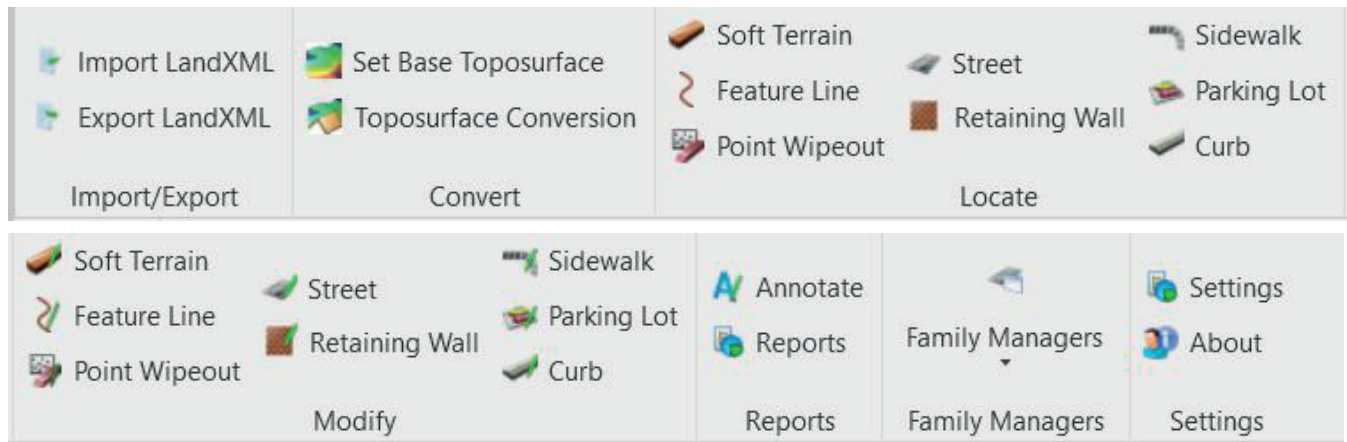 Import LandXML
Export LandXML
Import/Export
Set Base Toposurface
Toposurface Conversion
Convert
Soft Terrain
Feature Line
Point Wipeout
Street
Retaining Wall
Sidewalk
Parking Lot
Curb
Locate
Soft Terrain
Feature Line
Point Wipeout
Street
Retaining Wall
Sidewalk
Parking Lot
Curb
Modify
Annotate
Reports
Reports
Family Managers
Family Managers
Settings
About
Settings